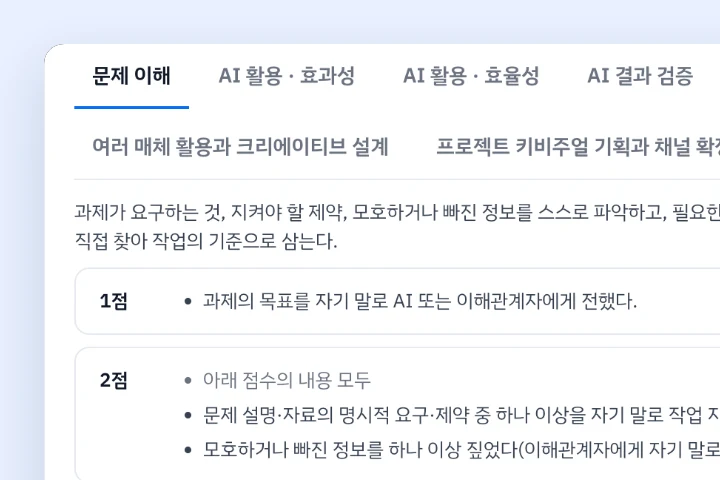 문제 이해 AI 활용 · 효과성 AI 활용 · 효율성 AI 결과 검증
여러 매체 활용과 크리에이티브 설계 프로젝트 키비주얼 기획과 채널
과제가 요구하는 것, 지켜야 할 제약, 모호하거나 빠진 정보를 스스로 파악하고, 필요한
직접 찾아 작업의 기준으로 삼는다.
1점 • 과제의 목표를 자기 말로 AI 또는 이해관계자에게 전했다.
2점 • 아래 점수의 내용 모두
• 문제 설명·자료의 명시적 요구·제약 중 하나 이상을 자기 말로 작업
• 모호하거나 빠진 정보를 하나 이상 짚었다(이해관계자에게 자기 말로